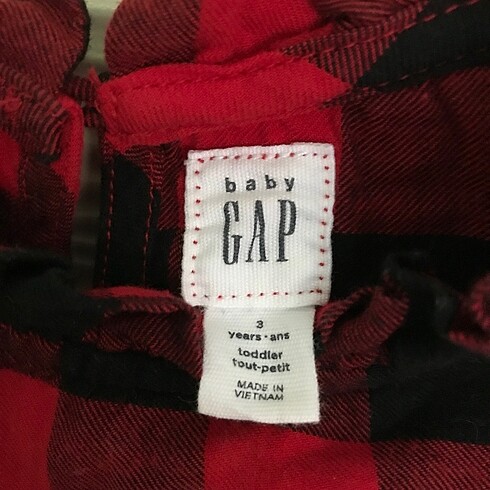 baby
GAP
3
years•ans
toddler
tout-petit
MADE IN
VIETNAM